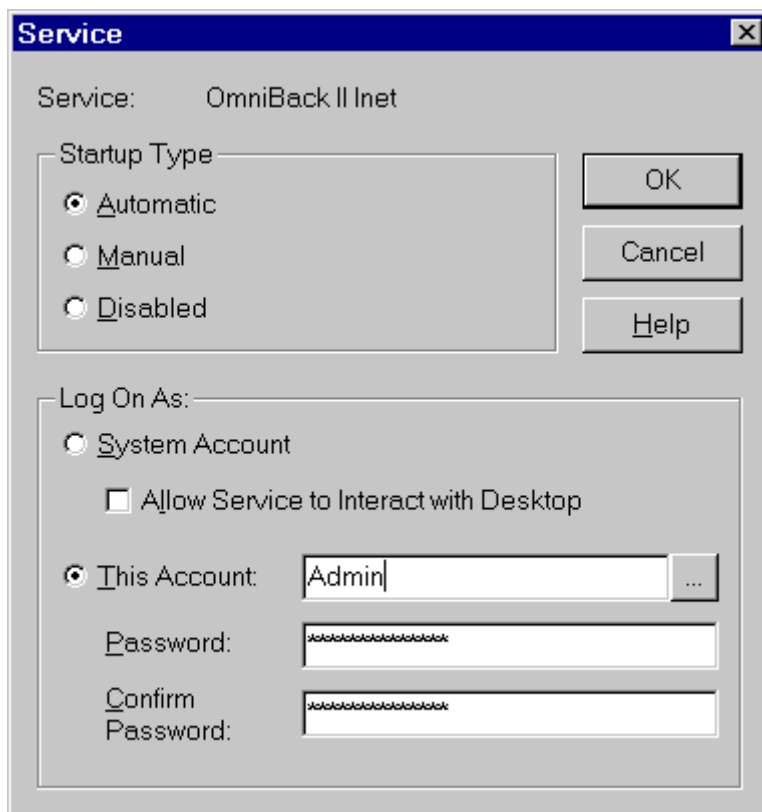 Service
Service: OmniBack II Inet
Startup Type
Automatic
Manual
Disabled
OK
Cancel
Help
Log On As:
System Account
Allow Service to Interact with Desktop
This Account: Admin ...
Password: ***************
Confirm
Password: ***************